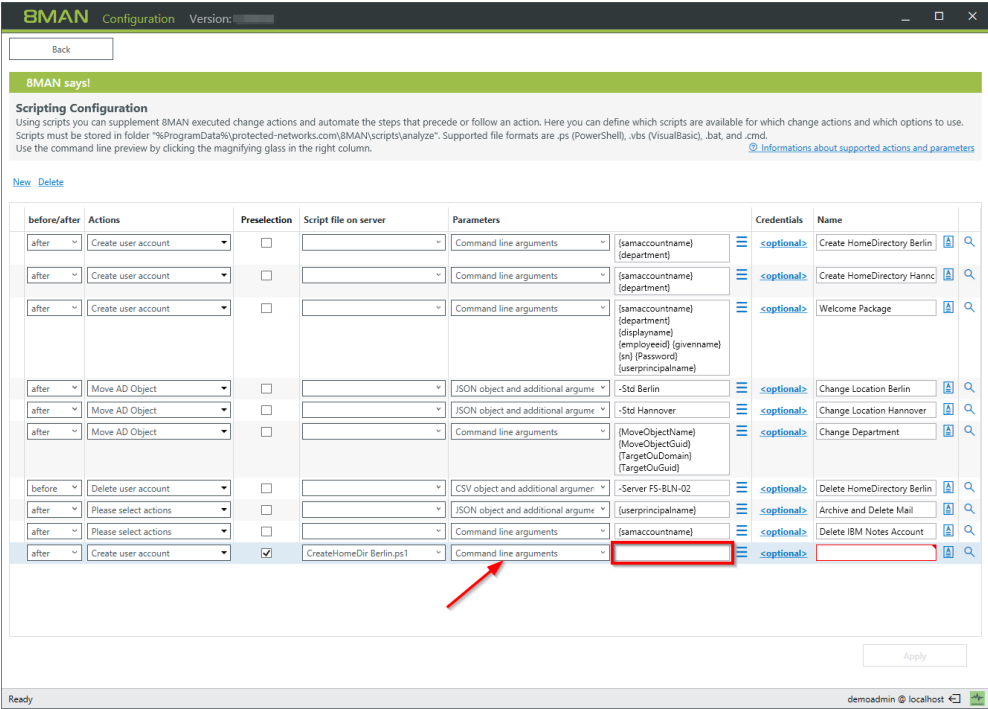 8MAN Configuration Version:
Back
8MAN says!
Scripting Configuration
Using scripts you can supplement 8MAN executed change actions and automate the steps that precede or follow an action. Here you can define which scripts are available for which change actions and which options to use.
Scripts must be stored in folder "%ProgramData%\protected-networks.com\8MAN\scripts\analyze". Supported file formats are .ps (PowerShell), .vbs (VisualBasic), .bat, and .cmd.
Use the command line preview by clicking the magnifying glass in the right column. Informations about supported actions and parameters
New Delete
before/after Actions Preselection Script file on server Parameters Credentials Name
after Create user account Command line arguments {samaccountname} <optional> Create HomeDirectory Berlin
{department}
after Create user account Command line arguments {samaccountname} <optional> Create HomeDirectory Hannc
{department}
after Create user account Command line arguments {samaccountname} <optional> Welcome Package
{department}
{displayname}
{employeeid} {givenname}
{sn} {Password}
{userprincipalname}
after Move AD Object JSON object and additional argume -Std Berlin <optional> Change Location Berlin
after Move AD Object JSON object and additional argume -Std Hannover <optional> Change Location Hannover
after Move AD Object Command line arguments {MoveObjectName} <optional> Change Department
{MoveObjectGuid}
{TargetOuDomain}
{TargetOuGuid}
before Delete user account CSV object and additional argumen -Server FS-BLN-02 <optional> Delete HomeDirectory Berlin
after Please select actions JSON object and additional argume {userprincipalname} <optional> Archive and Delete Mail
after Please select actions Command line arguments {samaccountname} <optional> Delete IBM Notes Account
after Create user account CreateHomeDir Berlin.ps1 Command line arguments <optional>
Apply
Ready demoadmin @ localhost